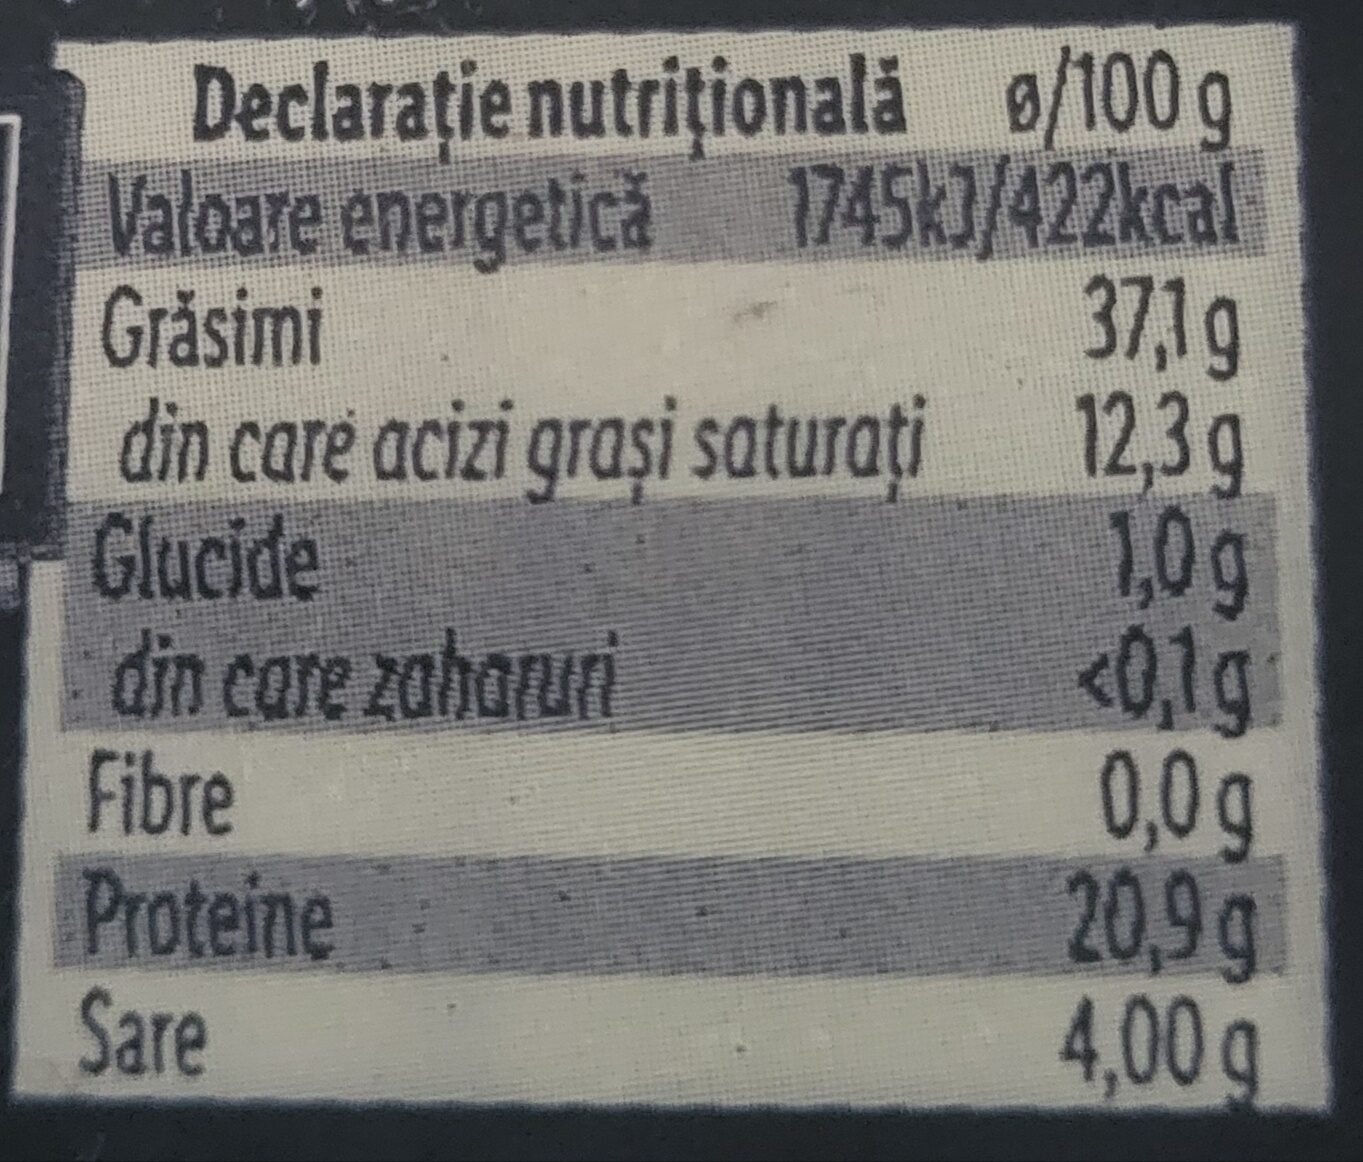 Declarație nutrițională ø/100 g
Valoare energetică 1745kJ/422kcal
Grăsimi 37,1 g
din care acizi grași saturați 12,3 g
Glucide 1,0 g
din care zaharuri <0,1 g
Fibre 0,0 g
Proteine 20,9 g
Sare 4,00 g